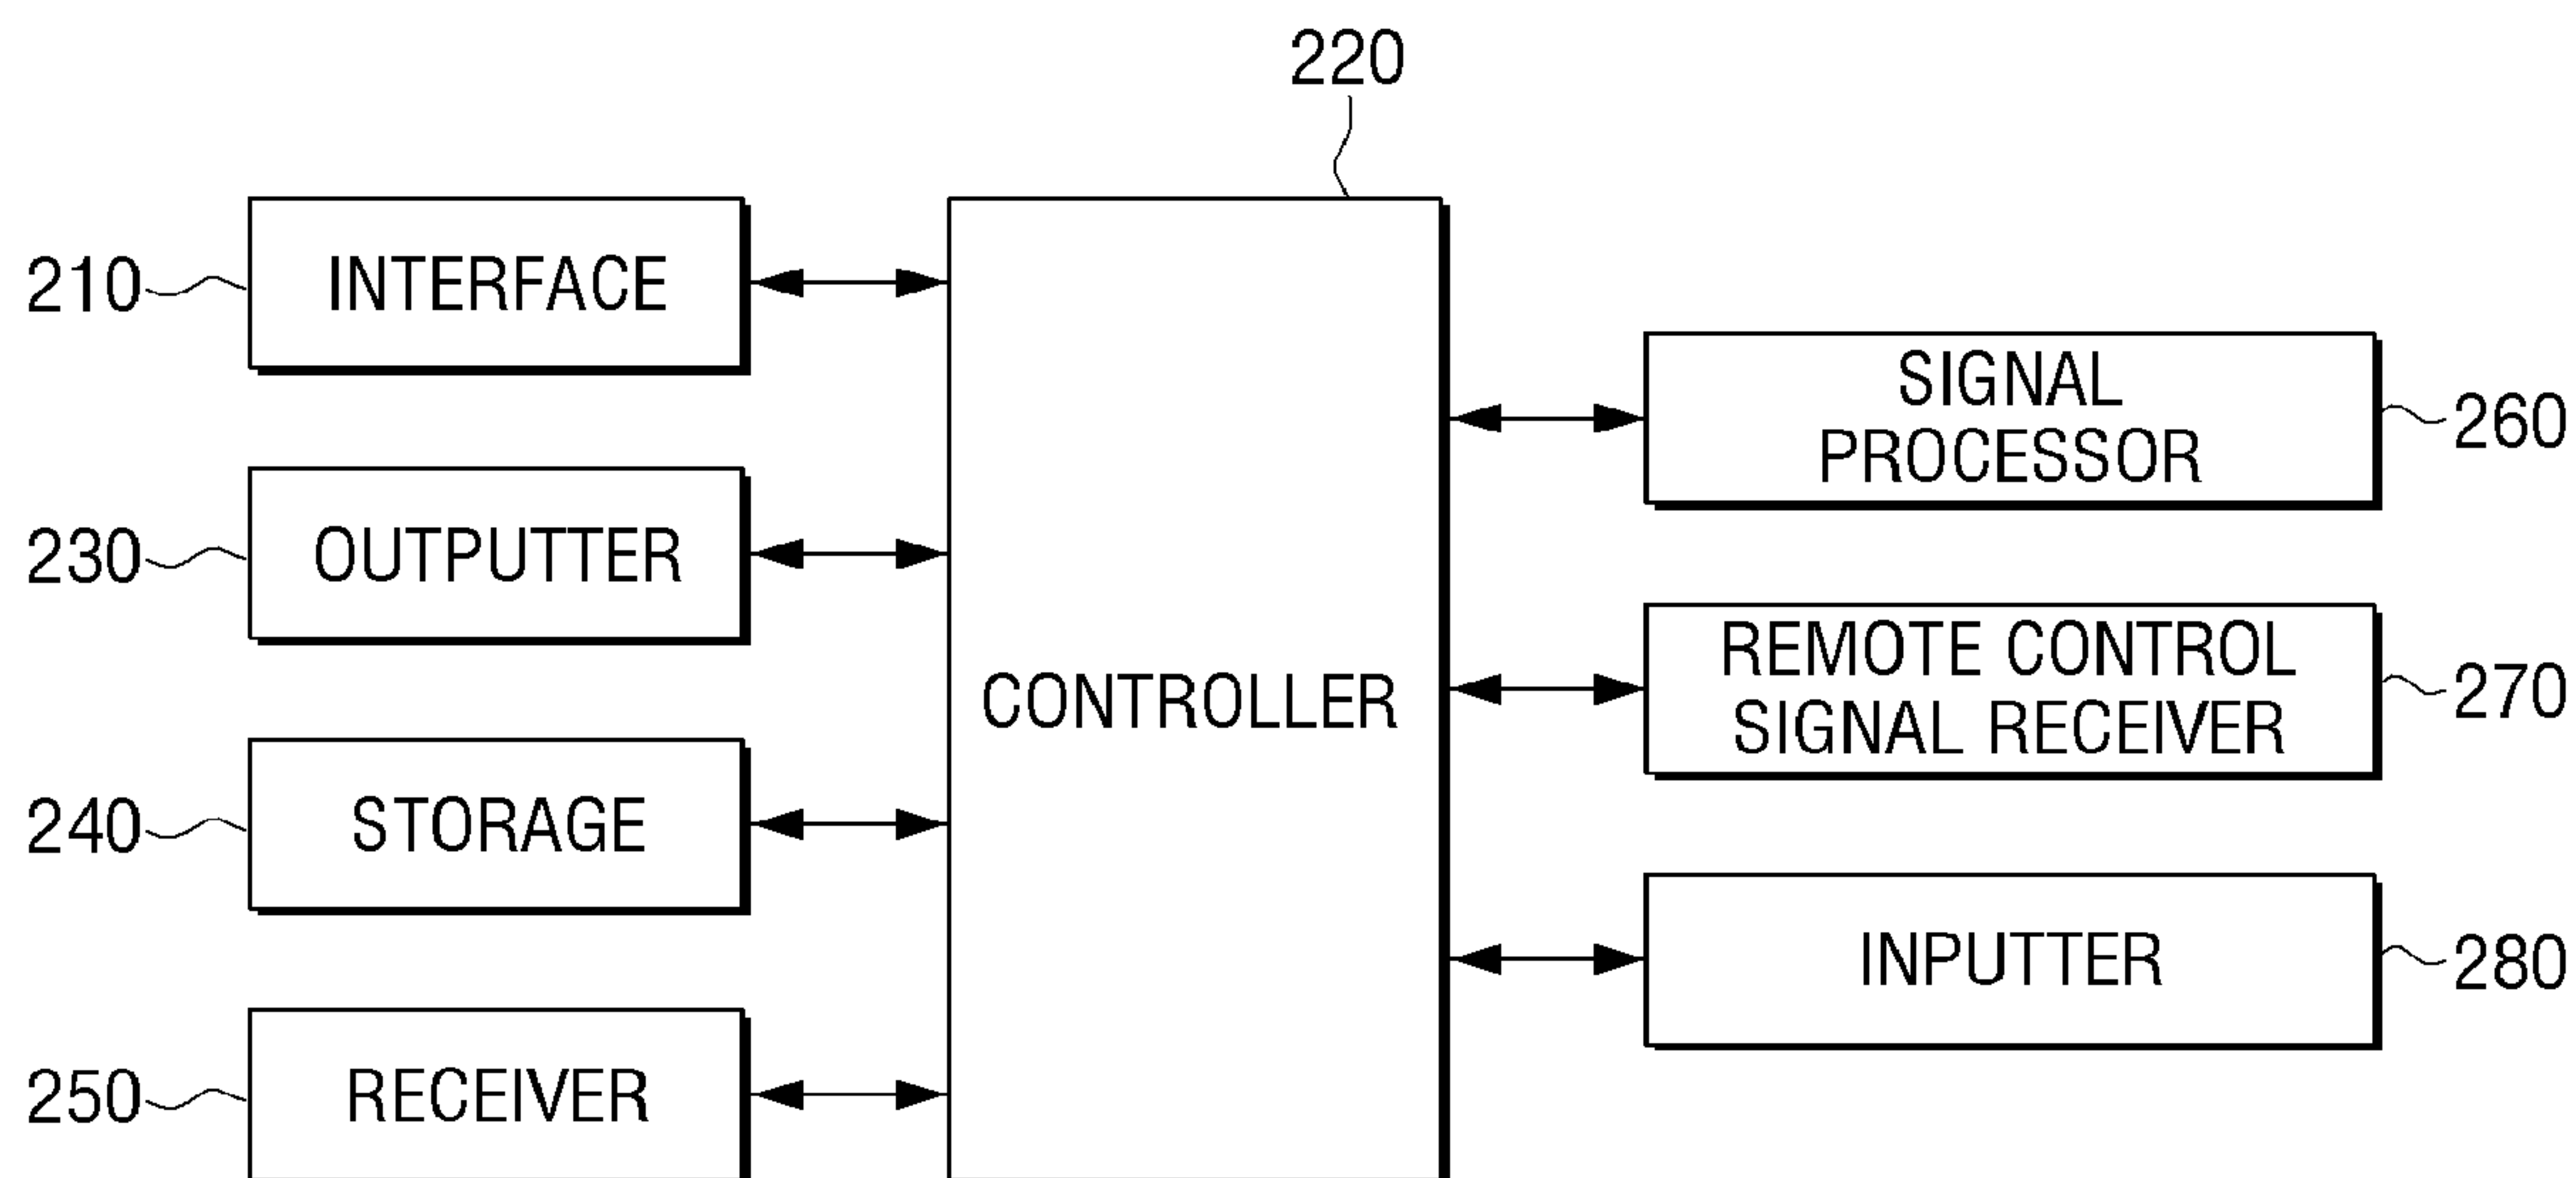 220
210
INTERFACE
230
OUTPUTTER
240
STORAGE
250
RECEIVER
CONTROLLER
SIGNAL
PROCESSOR
260
REMOTE CONTROL
SIGNAL RECEIVER
270
INPUTTER
280